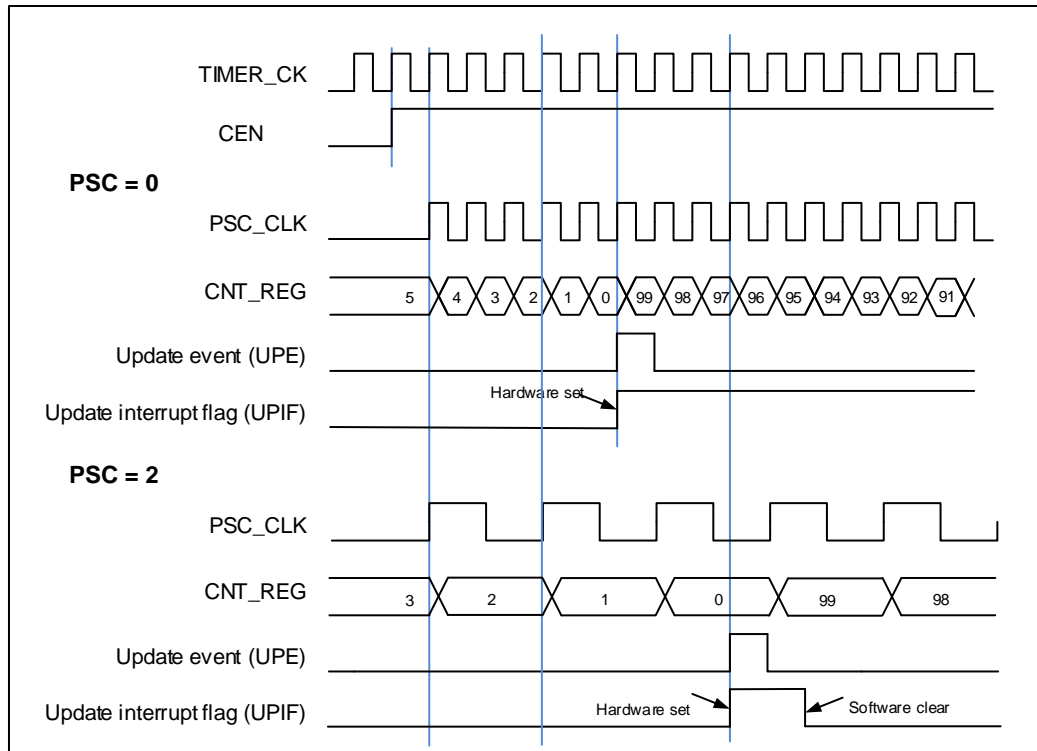 TIMER_CK
CEN
PSC = 0
PSC_CLK
CNT_REG 5 4 3 2 1 0 99 98 97 96 95 94 93 92 91
Update event (UPE)
Hardware set
Update interrupt flag (UPIF)
PSC = 2
PSC_CLK
CNT_REG 3 2 1 0 99 98
Update event (UPE)
Update interrupt flag (UPIF) Hardware set Software clear